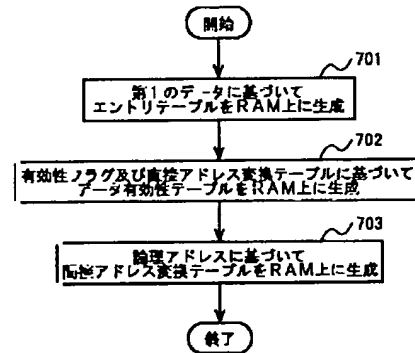 開始
701
第1のデータに基づいて
エントリテーブルをRAM上に生成
702
有効性フラグ及び直接アドレス変換テーブルに基づいて
データ有効性テーブルをRAM上に生成
703
論理アドレスに基づいて
間接アドレス変換テーブルをRAM上に生成
終了